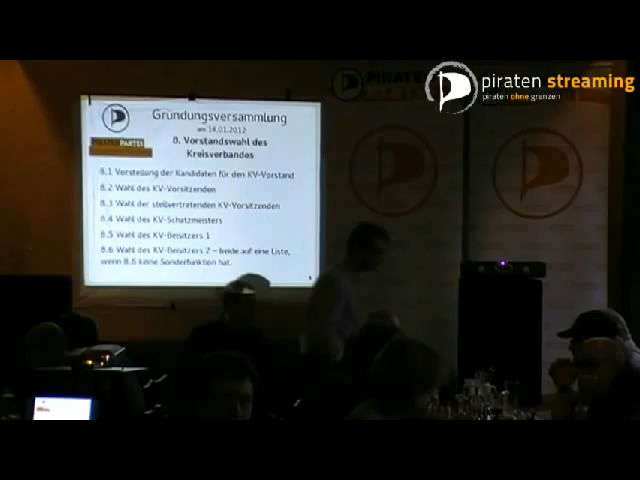 piraten streaming
piraten ohne grenzen
PIRATEN
Gründungsversammlung
am 14.01.2012
PIRATENPARTEI
8. Vorstandswahl des
Kreisverbandes
8.1 Vorstellung der Kandidaten für den KV-Vorstand
8.2 Wahl des KV-Vorsitzenden
8.3 Wahl der stellvertretenden KV-Vorsitzenden
8.4 Wahl des KV-Schatzmeisters
8.5 Wahl des KV-Beisitzers 1
8.6 Wahl des KV-Beisitzers 2 – beide auf eine Liste,
wenn 8.6 keine Sonderfunktion hat.